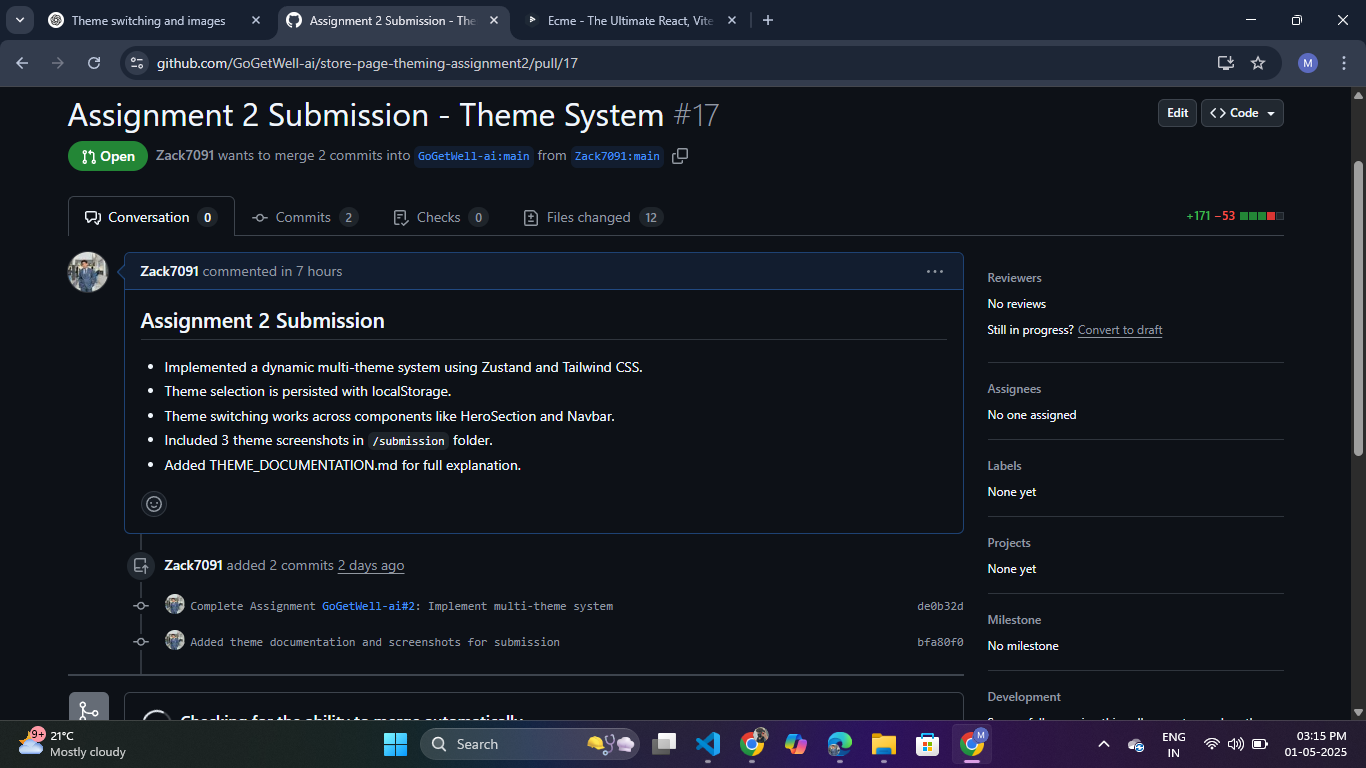 Theme switching and images
Assignment 2 Submission - The
Ecme - The Ultimate React, Vite
github.com/GoGetWell-ai/store-page-theming-assignment2/pull/17
M
Assignment 2 Submission - Theme System #17
Edit
Code
Open
Zack7091 wants to merge 2 commits into GoGetWell-ai:main from Zack7091:main
Conversation 0
Commits 2
Checks 0
Files changed 12
+171 −53
Zack7091 commented in 7 hours
Assignment 2 Submission
Implemented a dynamic multi-theme system using Zustand and Tailwind CSS.
Theme selection is persisted with localStorage.
Theme switching works across components like HeroSection and Navbar.
Included 3 theme screenshots in /submission folder.
Added THEME_DOCUMENTATION.md for full explanation.
Zack7091 added 2 commits 2 days ago
Complete Assignment GoGetWell-ai#2: Implement multi-theme system de0b32d
Added theme documentation and screenshots for submission bfa80f0
Checking for the ability to merge automatically
Reviewers
No reviews
Still in progress? Convert to draft
Assignees
No one assigned
Labels
None yet
Projects
None yet
Milestone
No milestone
Development
9+
21°C
Mostly cloudy
Search
M
ENG
IN
03:15 PM
01-05-2025